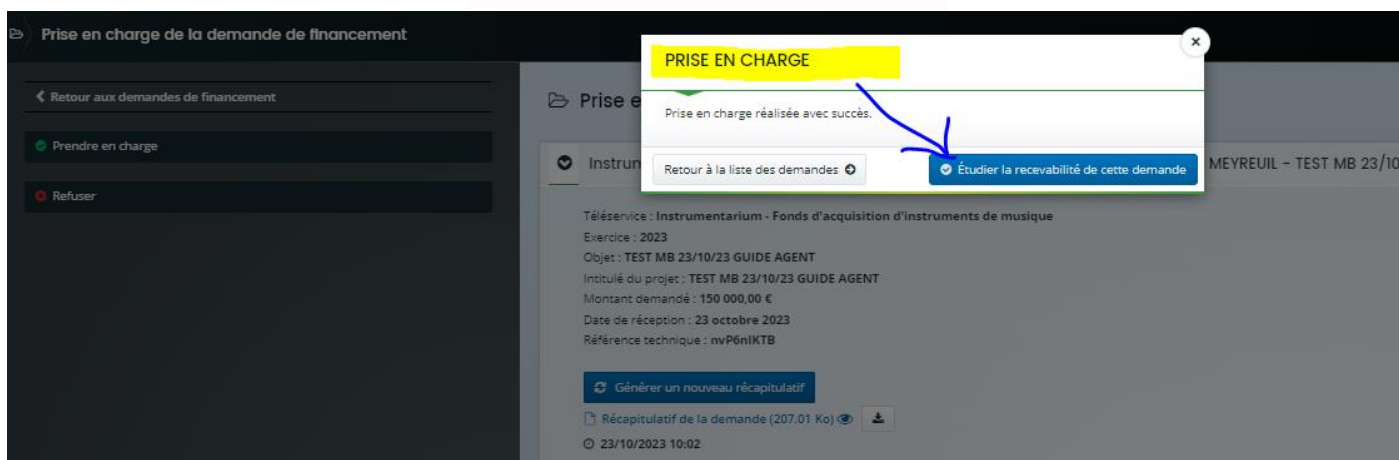 Prise en charge de la demande de financement
PRISE EN CHARGE
Retour aux demandes de financement
Prise e
Prise en charge réalisée avec succès.
Prendre en charge
Instrun
Retour à la liste des demandes
Étudier la recevabilité de cette demande
MEYREUIL - TEST MB 23/10
Refuser
Téléservice : Instrumentarium - Fonds d'acquisition d'instruments de musique
Exercice : 2023
Objet : TEST MB 23/10/23 GUIDE AGENT
Intitulé du projet : TEST MB 23/10/23 GUIDE AGENT
Montant demandé : 150 000,00 €
Date de réception : 23 octobre 2023
Référence technique : nvP6nIKTB
Générer un nouveau récapitulatif
Récapitulatif de la demande (207.01 Ko)
23/10/2023 10:02